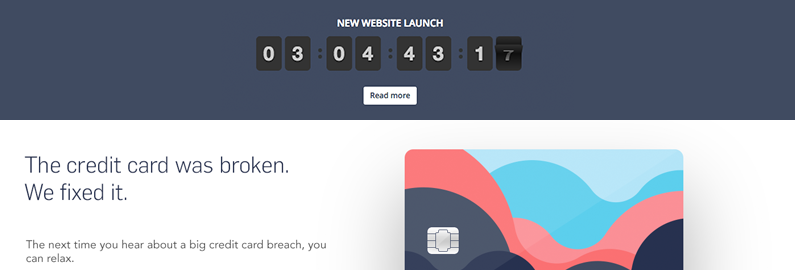 NEW WEBSITE LAUNCH
03:04:43:17
Read more
The credit card was broken.
We fixed it.
The next time you hear about a big credit card breach, you
can relax.